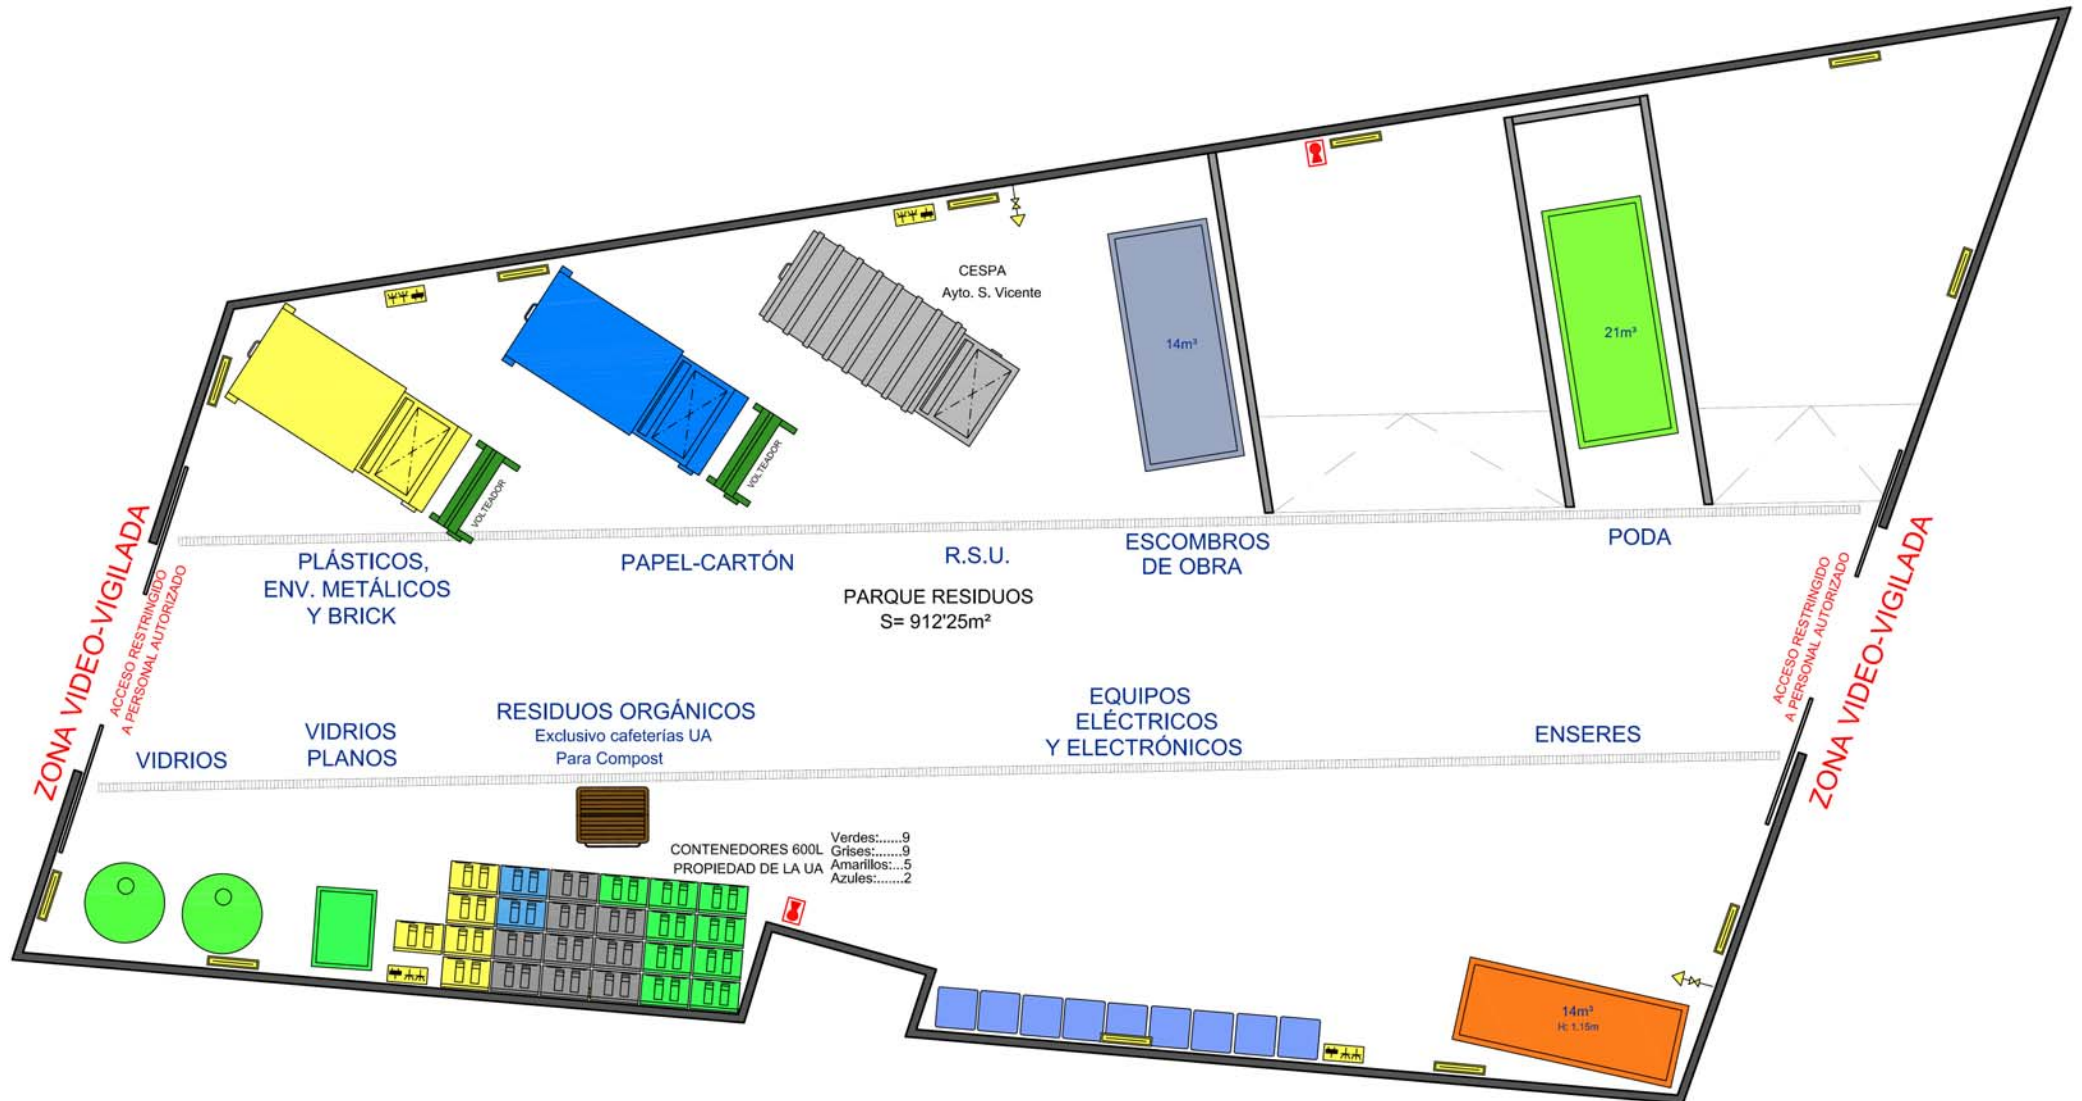 CESPA
Ayto. S. Vicente
14m³
21m³
VOLTEADOR
VOLTEADOR
ZONA VIDEO-VIGILADA
ACCESO RESTRINGIDO
A PERSONAL AUTORIZADO
PLÁSTICOS,
ENV. METÁLICOS
Y BRICK
PAPEL-CARTÓN
R.S.U.
ESCOMBROS
DE OBRA
PODA
PARQUE RESIDUOS
S= 912'25m²
ACCESO RESTRINGIDO
A PERSONAL AUTORIZADO
ZONA VIDEO-VIGILADA
VIDRIOS
VIDRIOS
PLANOS
RESIDUOS ORGÁNICOS
Exclusivo cafeterías UA
Para Compost
EQUIPOS
ELÉCTRICOS
Y ELECTRÓNICOS
ENSERES
CONTENEDORES 600L
PROPIEDAD DE LA UA
Verdes:......9
Grises:.......9
Amarillos:...5
Azules:.......2
14m³
H: 1.15m